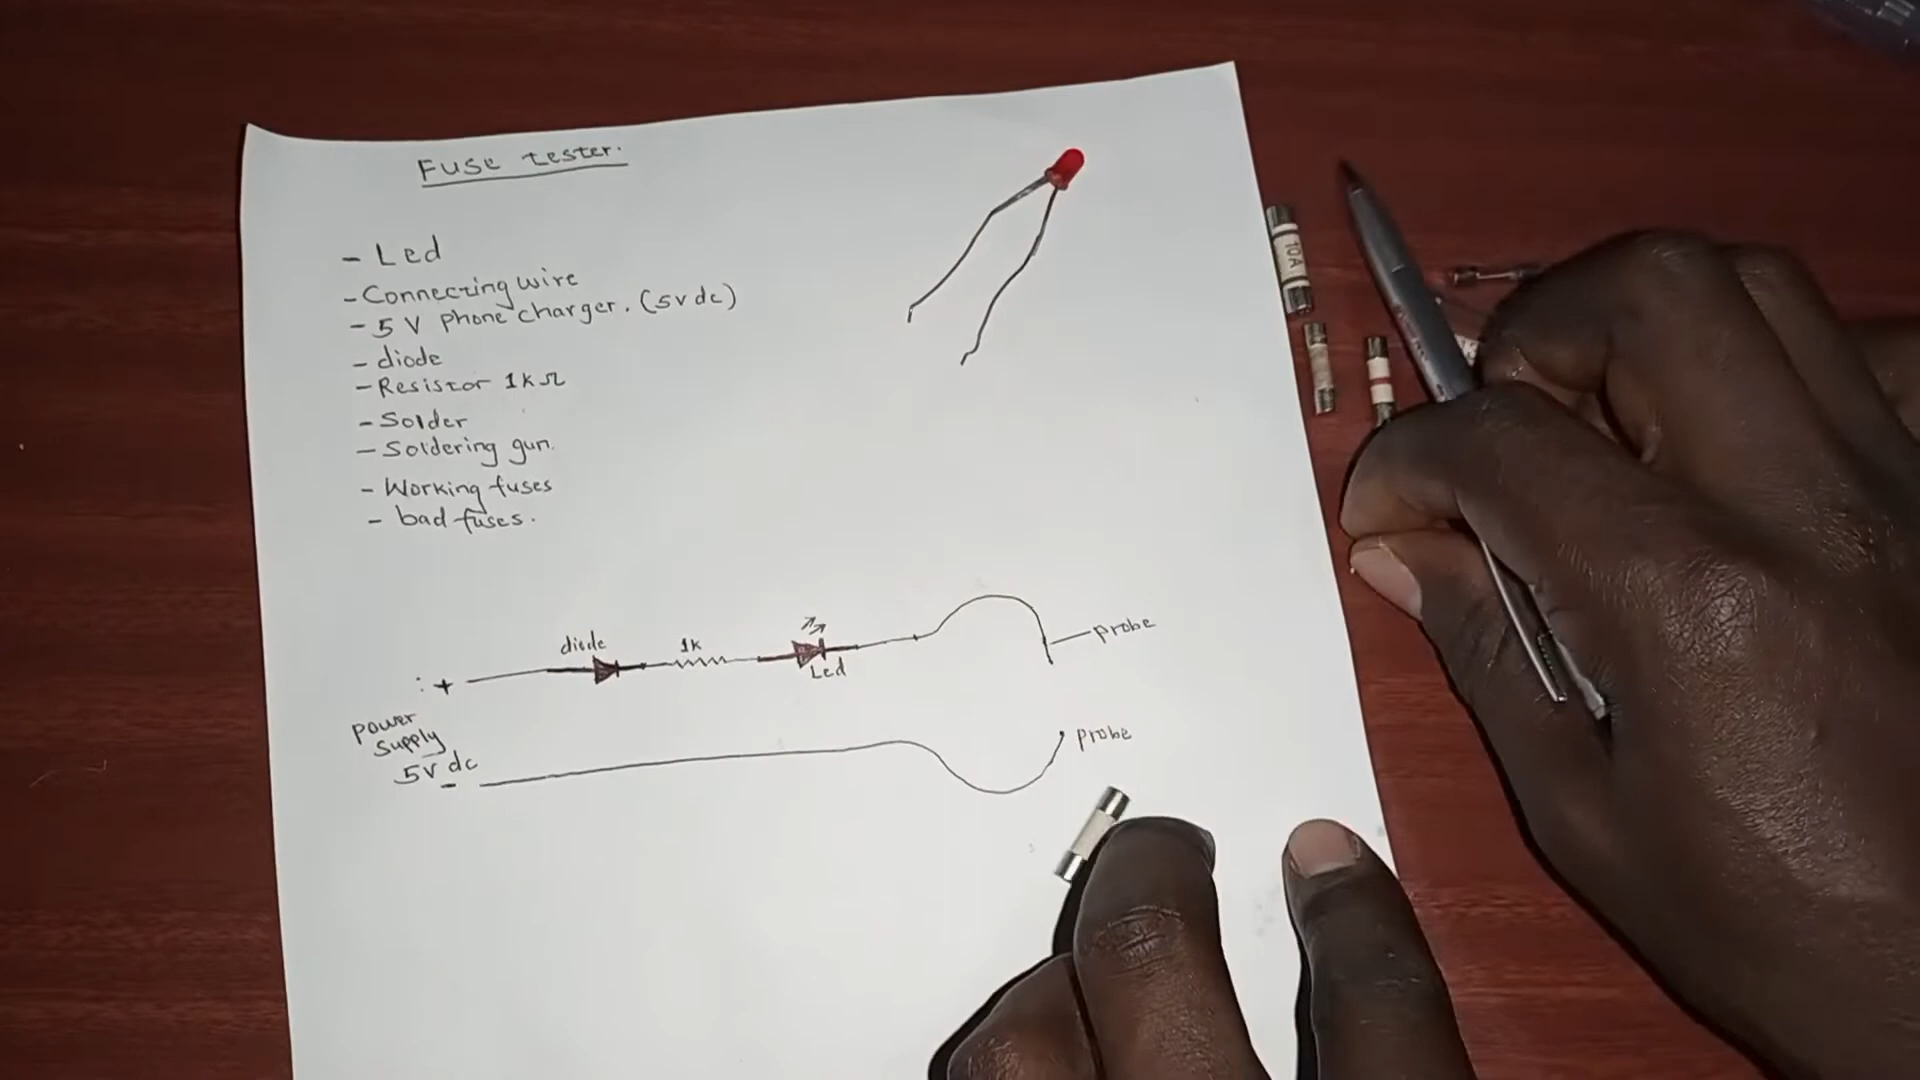 Fuse tester.
- Led
- Connecting wire
- 5 V phone charger. (5v dc)
- diode
- Resistor 1kΩ
- Solder
- Soldering gun.
- Working fuses
- bad fuses.
diode
1k
Led
probe
+
power
supply
5V dc
-
probe
10A